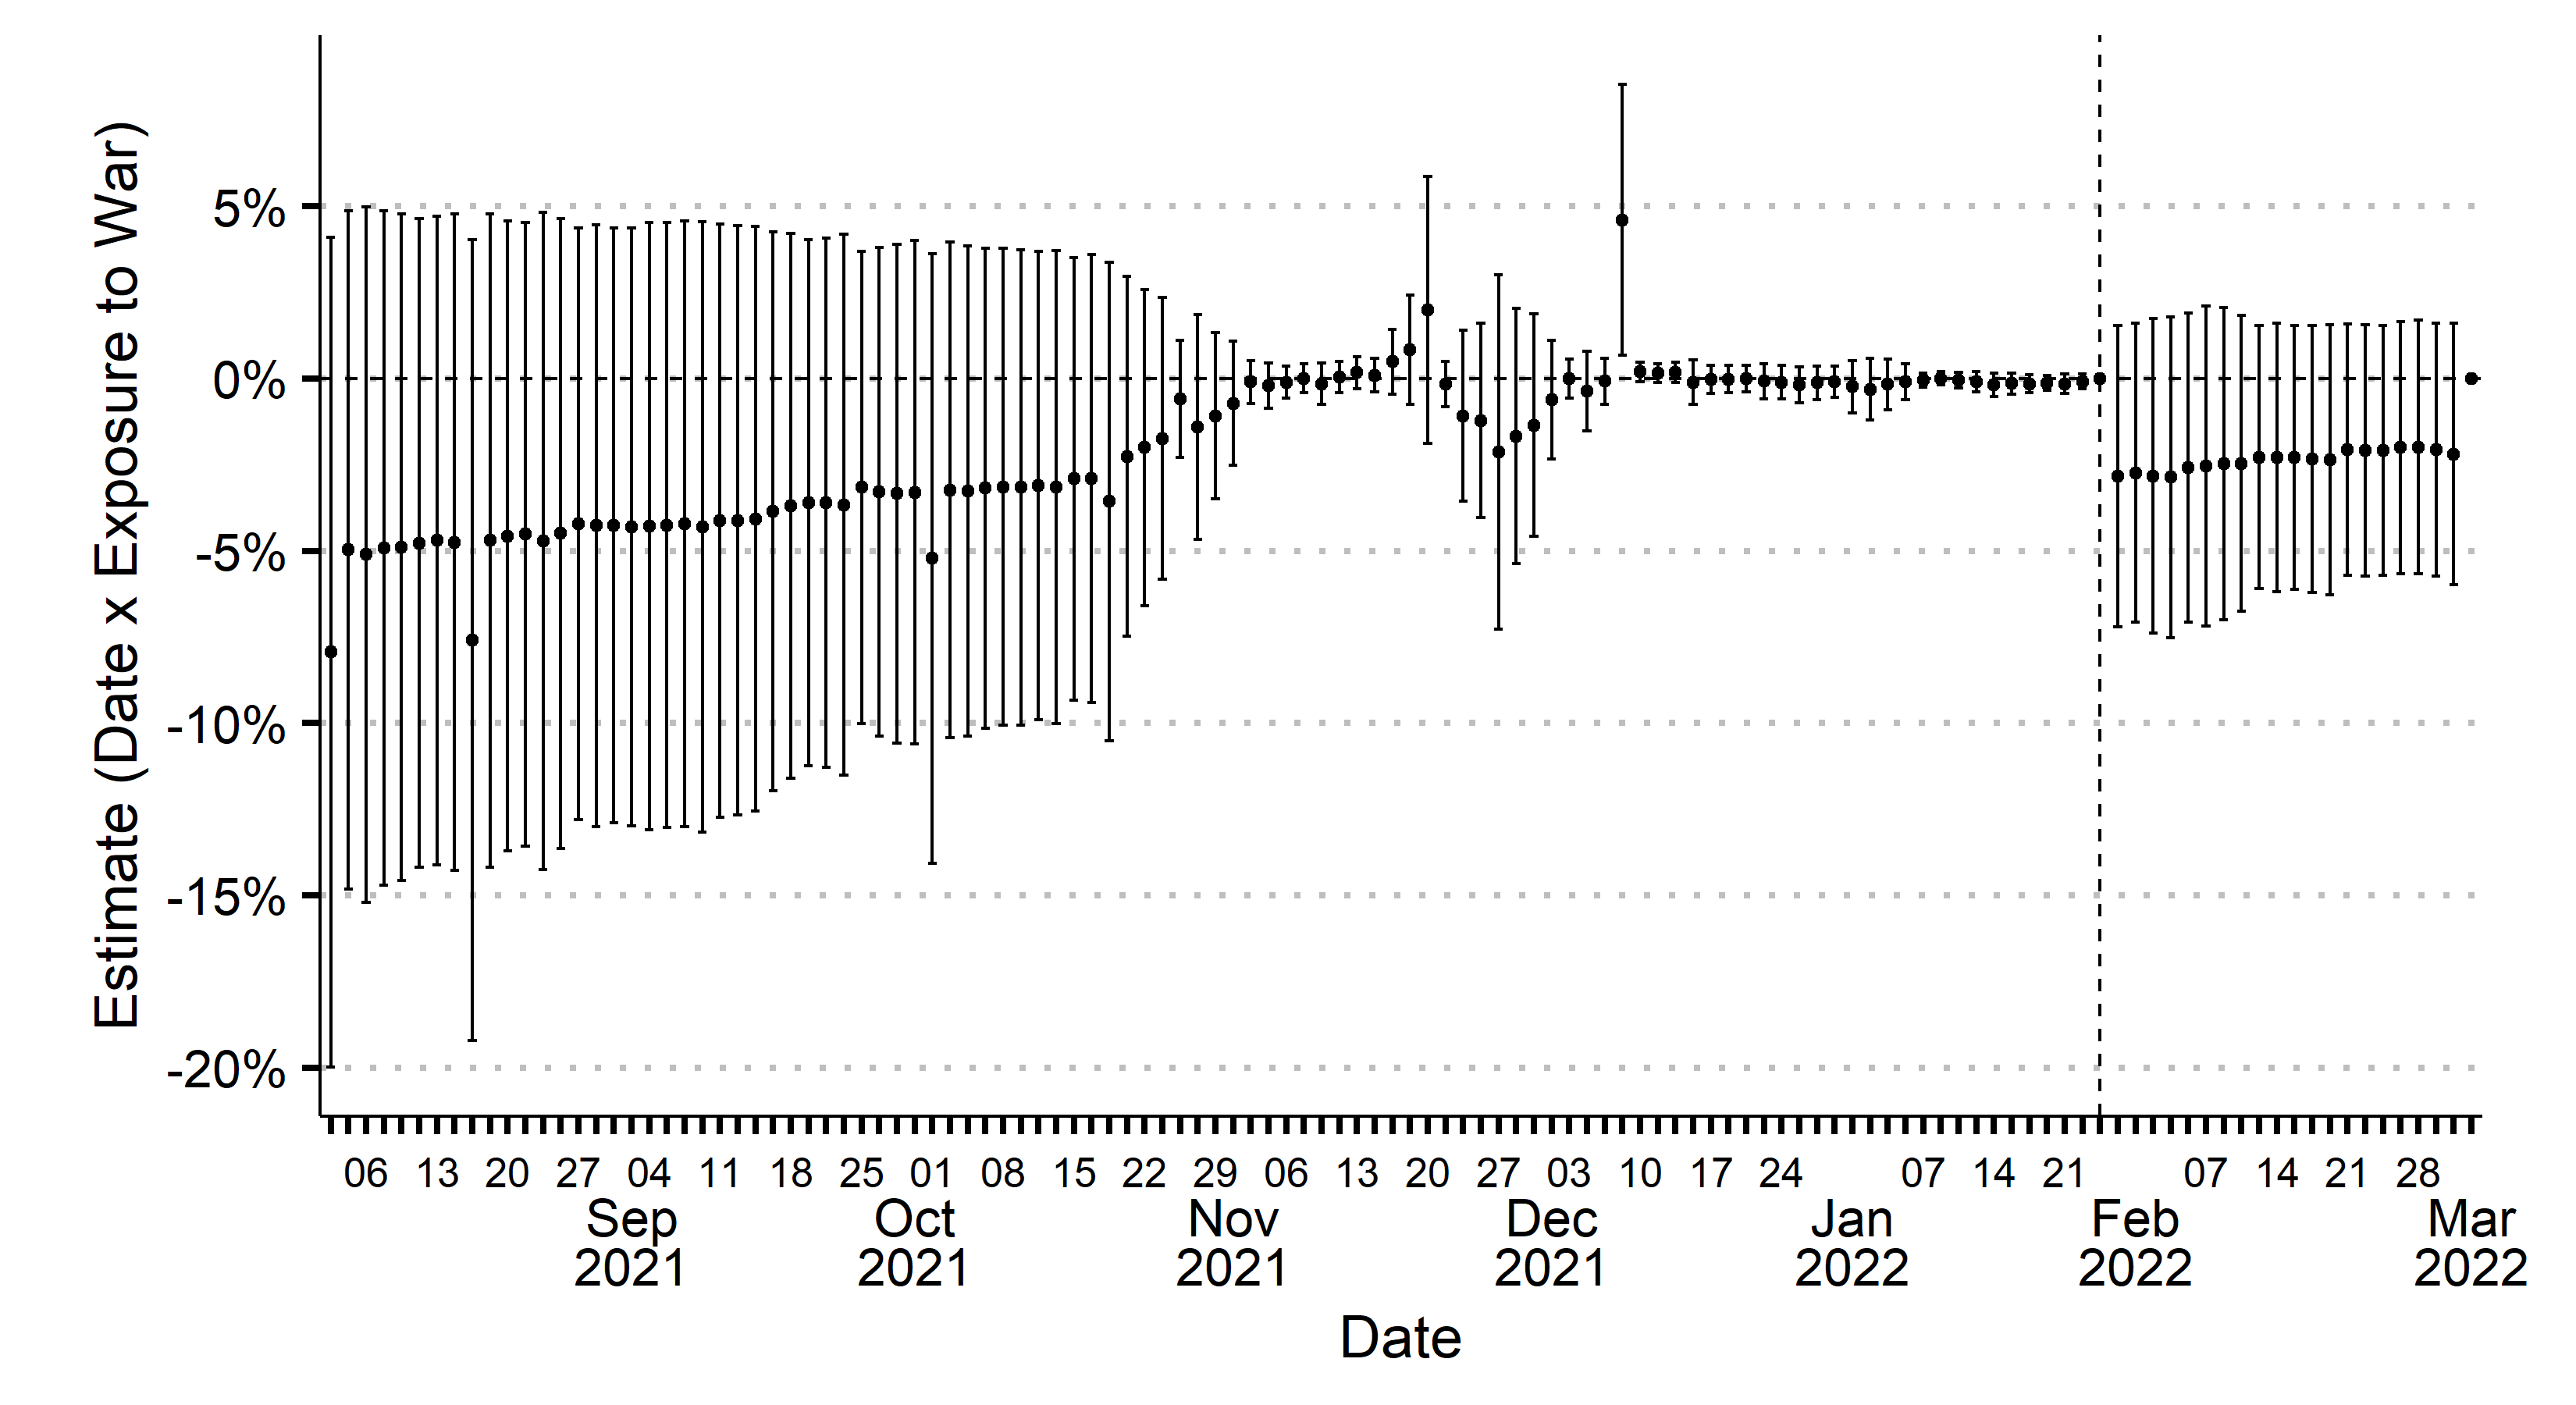 Estimate (Date x Exposure to War)
5%
0%
-5%
-10%
-15%
-20%
06 13 20 27 04 11 18 25 01 08 15 22 29 06 13 20 27 03 10 17 24 07 14 21 07 14 21 28
Sep Oct Nov Dec Jan Feb Mar
2021 2021 2021 2021 2022 2022 2022
Date